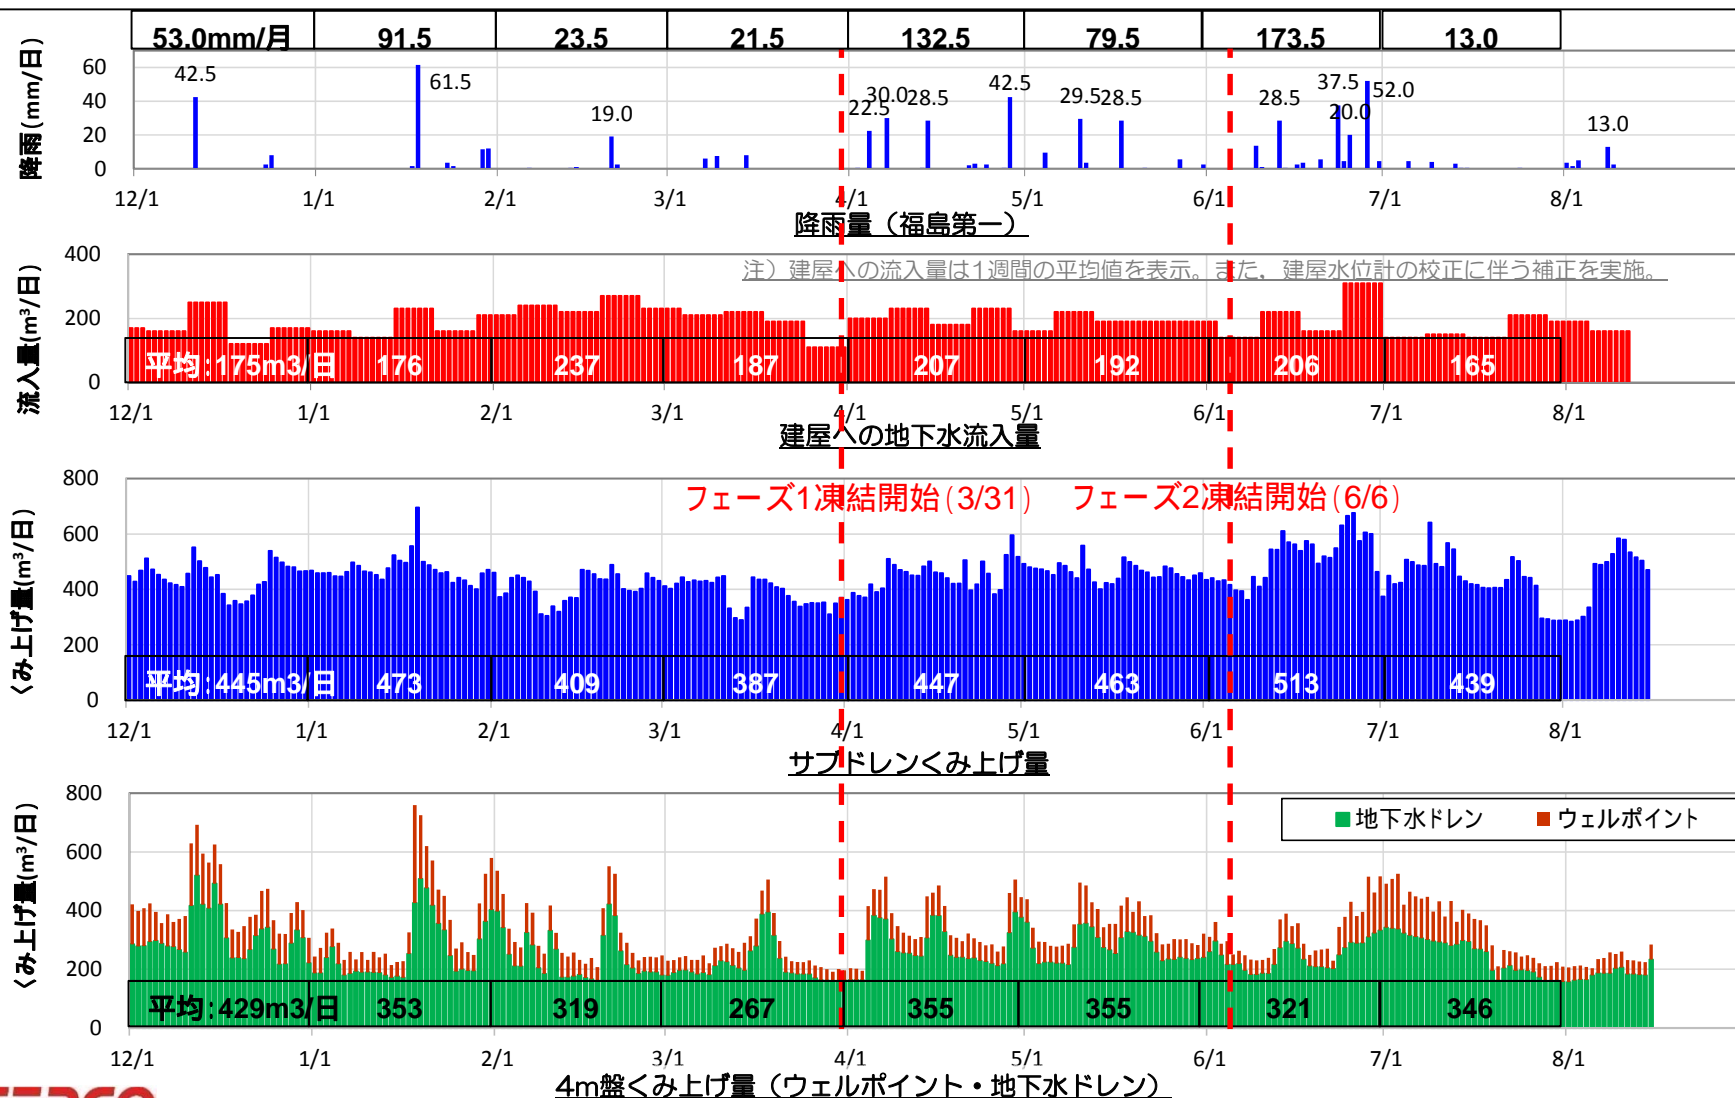 53.0mm/月 91.5 23.5 21.5 132.5 79.5 173.5 13.0
降雨(mm/日)
60
40
20
0
42.5 61.5 19.0 22.5 30.0 28.5 42.5 29.5 28.5 28.5 37.5 20.0 52.0 13.0
12/1 1/1 2/1 3/1 4/1 5/1 6/1 7/1 8/1
降雨量（福島第一）
流入量(m³/日)
400
200
0
注）建屋への流入量は1週間の平均値を表示。また，建屋水位計の校正に伴う補正を実施。
平均:175m3/日 176 237 187 207 192 206 165
12/1 1/1 2/1 3/1 4/1 5/1 6/1 7/1 8/1
建屋への地下水流入量
くみ上げ量(m³/日)
800
600
400
200
0
フェーズ1凍結開始(3/31) フェーズ2凍結開始(6/6)
平均:445m3/日 473 409 387 447 463 513 439
12/1 1/1 2/1 3/1 4/1 5/1 6/1 7/1 8/1
サブドレンくみ上げ量
くみ上げ量(m³/日)
800
600
400
200
0
地下水ドレン ウェルポイント
平均:429m3/日 353 319 267 355 355 321 346
12/1 1/1 2/1 3/1 4/1 5/1 6/1 7/1 8/1
4m盤くみ上げ量（ウェルポイント・地下水ドレン）